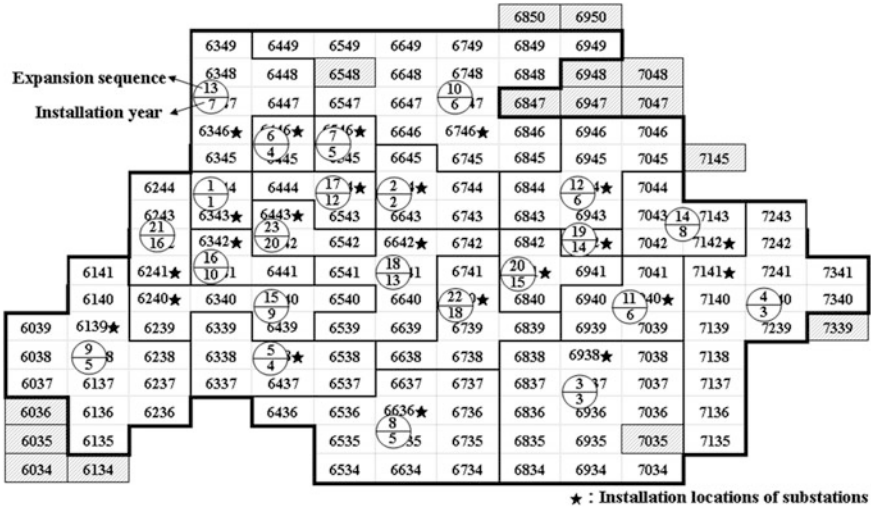 6850 6950
6349 6449 6549 6649 6749 6849 6949
6348 6448 6548 6648 6748 6848 6948 7048
Expansion sequence
13
7
10
6
6447 6547 6647 6847 6947 7047
Installation year
6346★ 6646 6746★ 6846 6946 7046
6
4
7
5
6345 6645 6745 6845 6945 7045 7145
6244 6444 6744 6844 7044
1
1
17
12
2
2
12
6
6243 6343★ 6443★ 6543 6643 6743 6843 6943 7043 7143 7243
21
16
23
20
19
14
14
8
6342★ 6542 6642★ 6742 6842 7042 7142★ 7242
6141 6241★ 6441 6541 6741 6941 7041 7141★ 7241 7341
16
10
18
13
20
15
6140 6240★ 6340 6540 6640 6840 6940 7140 7340
15
9
22
18
11
6
4
3
6039 6139★ 6239 6339 6439 6539 6639 6739 6839 6939 7039 7139 7239 7339
6038 6238 6338 6538 6638 6738 6838 6938★ 7038 7138
9
5
5
4
6037 6137 6237 6337 6437 6537 6637 6737 6837 7037 7137
3
3
6036 6136 6236 6436 6536 6636★ 6736 6836 6936 7036 7136
8
5
6035 6135 6535 6735 6835 6935 7035 7135
6034 6134 6534 6634 6734 6834 6934 7034
★ : Installation locations of substations